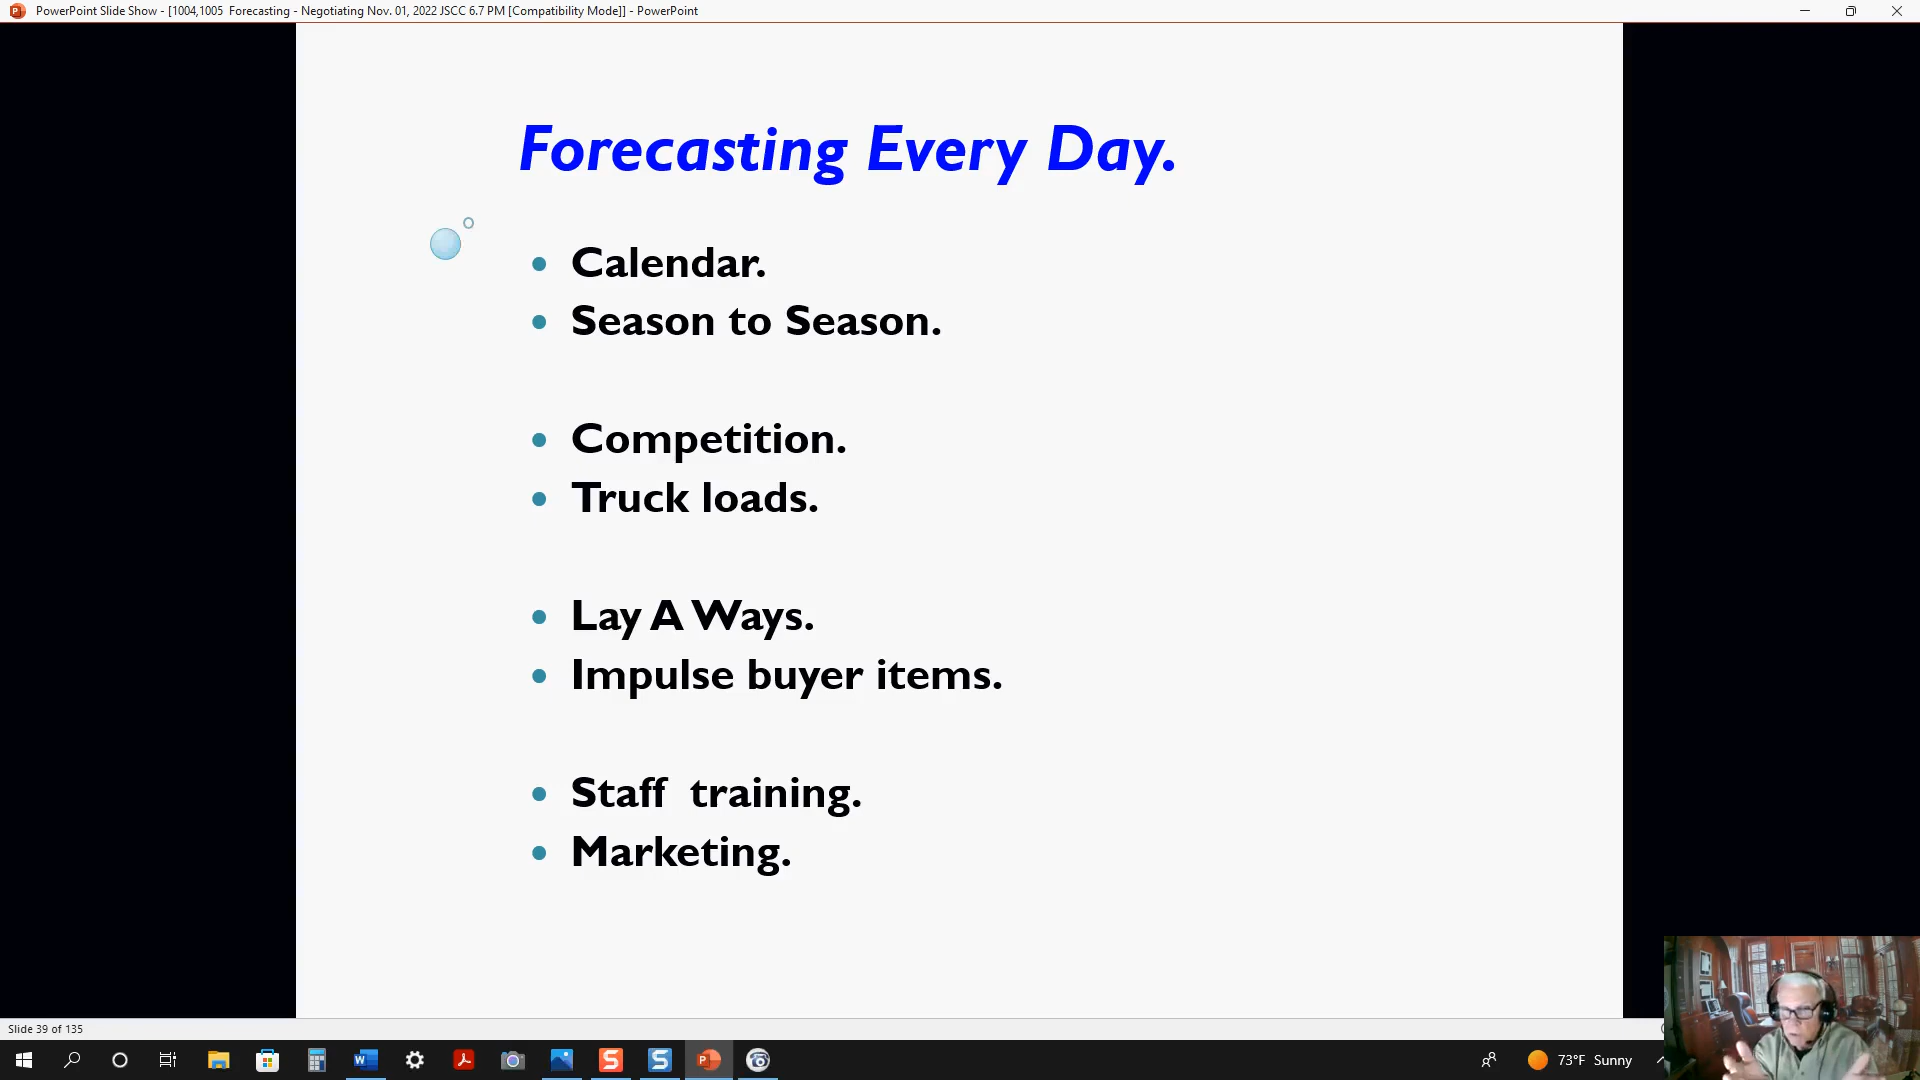 PowerPoint Slide Show - [1004,1005  Forecasting - Negotiating Nov. 01, 2022 JSCC 6.7 PM [Compatibility Mode]] - PowerPoint
Forecasting Every Day.
• Calendar.
• Season to Season.
• Competition.
• Truck loads.
• Lay A Ways.
• Impulse buyer items.
• Staff  training.
• Marketing.
Slide 39 of 135
73°F Sunny